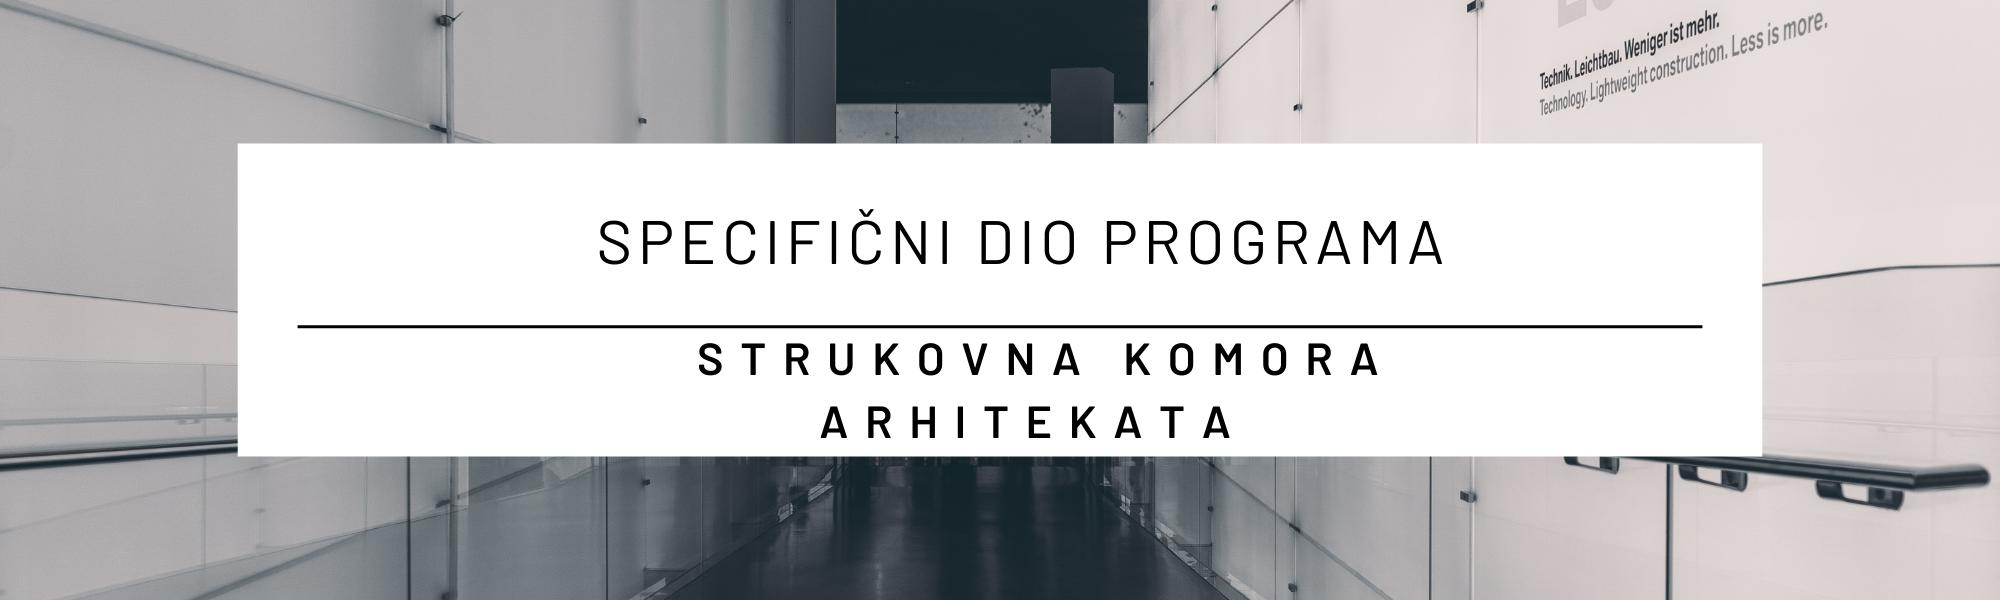 Technik. Leichtbau. Weniger ist mehr.
Technology. Lightweight construction. Less is more.
SPECIFIČNI DIO PROGRAMA
STRUKOVNA KOMORA
ARHITEKATA